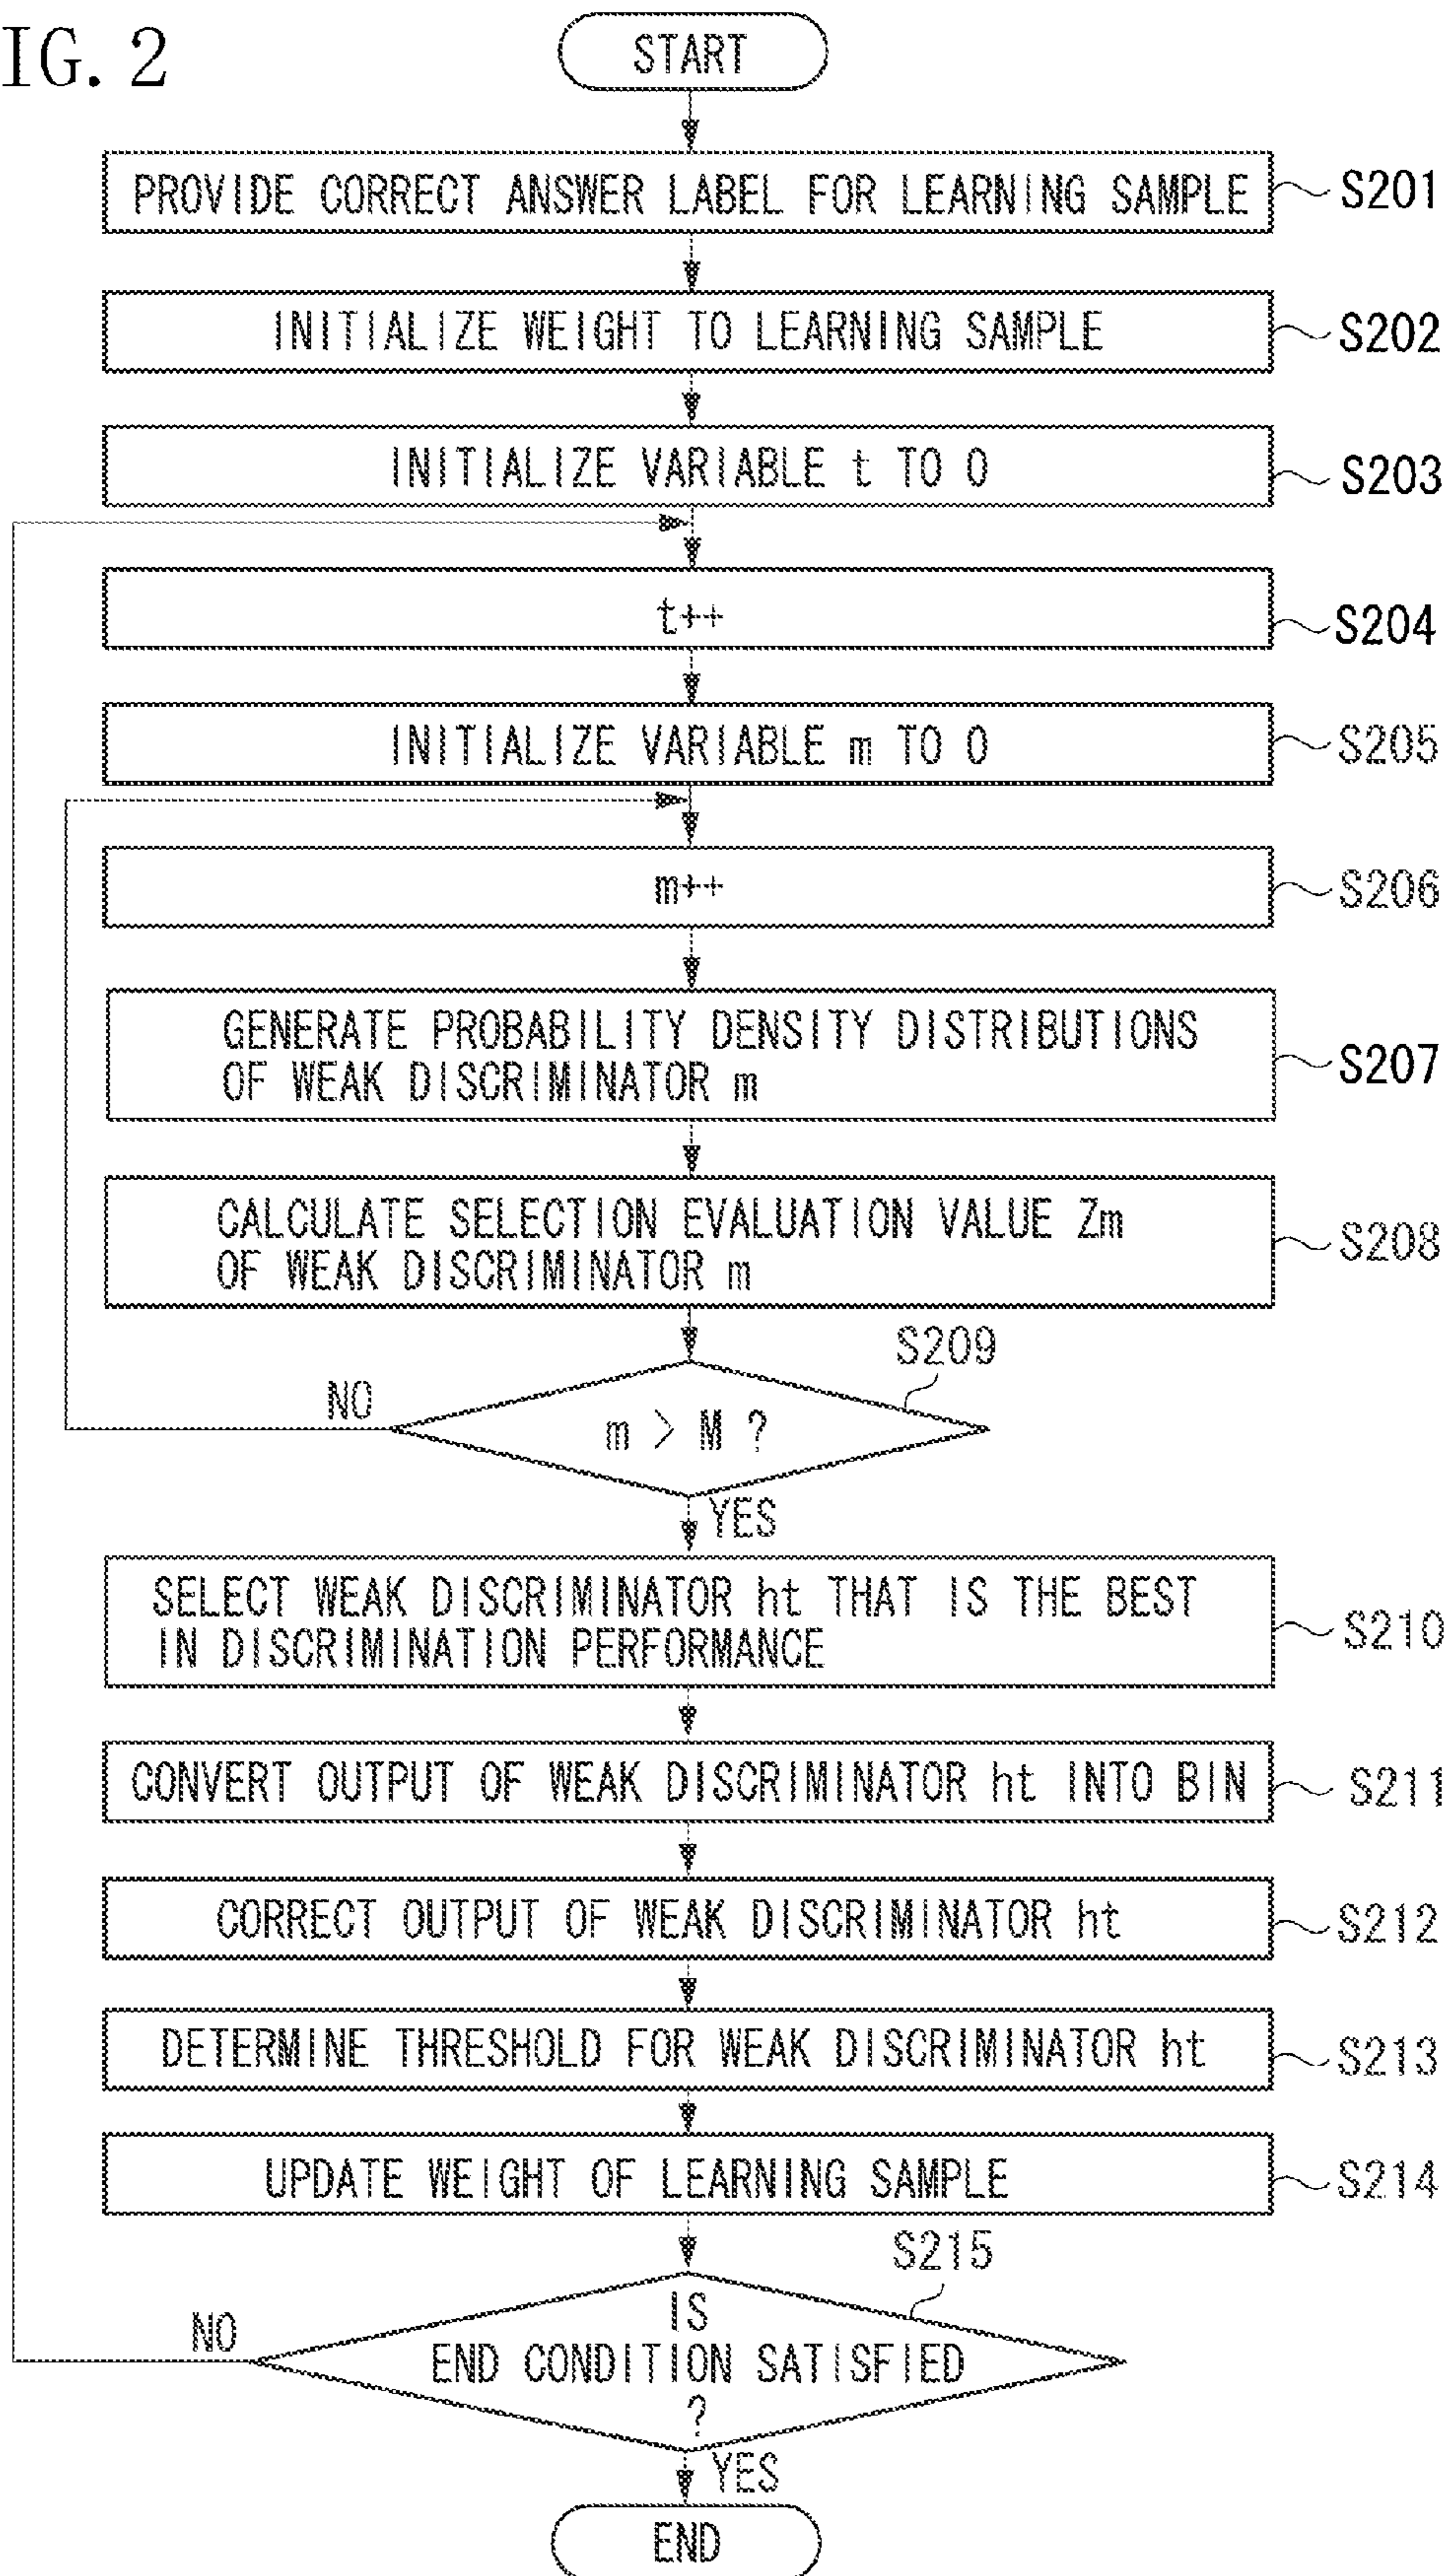 IG. 2
START
PROVIDE CORRECT ANSWER LABEL FOR LEARNING SAMPLE
S201
INITIALIZE WEIGHT TO LEARNING SAMPLE
S202
INITIALIZE VARIABLE t TO 0
S203
t++
S204
INITIALIZE VARIABLE m TO 0
S205
m++
S206
GENERATE PROBABILITY DENSITY DISTRIBUTIONS
OF WEAK DISCRIMINATOR m
S207
CALCULATE SELECTION EVALUATION VALUE Zm
OF WEAK DISCRIMINATOR m
S208
S209
NO
m > M ?
YES
SELECT WEAK DISCRIMINATOR ht THAT IS THE BEST
IN DISCRIMINATION PERFORMANCE
S210
CONVERT OUTPUT OF WEAK DISCRIMINATOR ht INTO BIN
S211
CORRECT OUTPUT OF WEAK DISCRIMINATOR ht
S212
DETERMINE THRESHOLD FOR WEAK DISCRIMINATOR ht
S213
UPDATE WEIGHT OF LEARNING SAMPLE
S214
S215
NO
IS
END CONDITION SATISFIED
?
YES
END